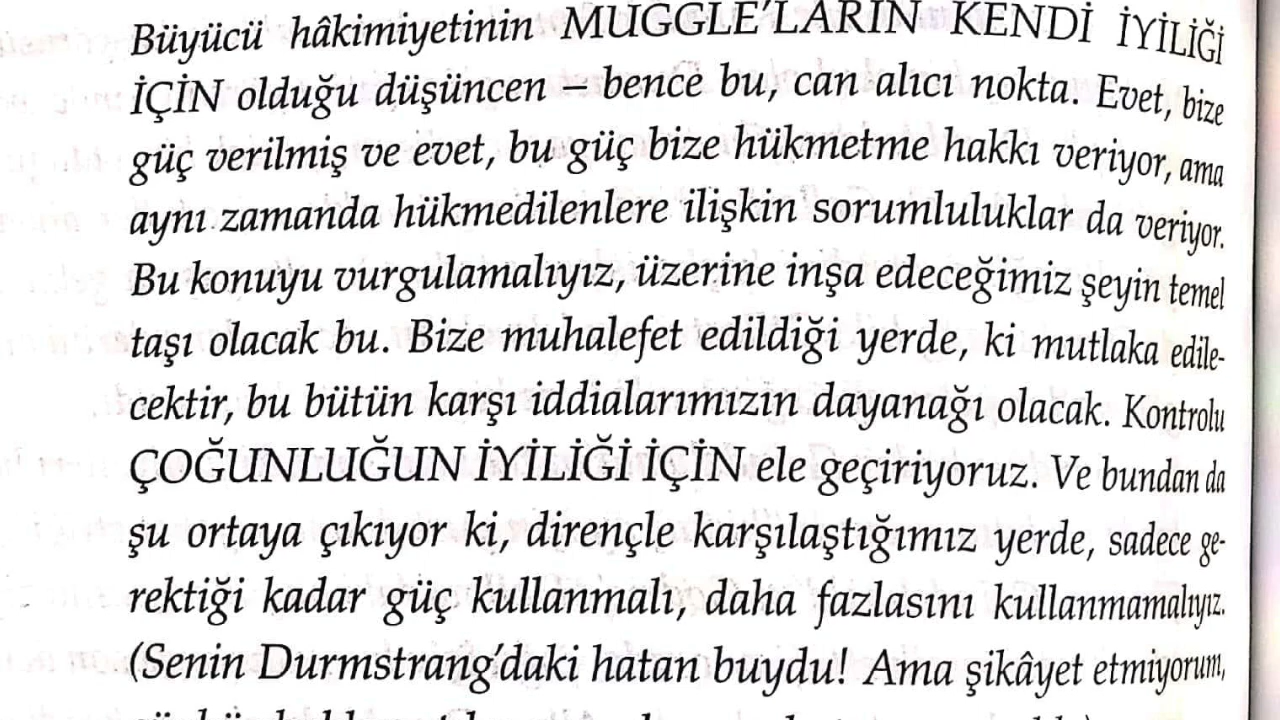 Büyücü hâkimiyetinin MUGGLE'LARIN KENDİ İYİLİĞİ
İÇİN olduğu düşüncen – bence bu, can alıcı nokta. Evet, bize
güç verilmiş ve evet, bu güç bize hükmetme hakkı veriyor, ama
aynı zamanda hükmedilenlere ilişkin sorumluluklar da veriyor.
Bu konuyu vurgulamalıyız, üzerine inşa edeceğimiz şeyin temel
taşı olacak bu. Bize muhalefet edildiği yerde, ki mutlaka edile-
cektir, bu bütün karşı iddialarımızın dayanağı olacak. Kontrolu
ÇOĞUNLUĞUN İYİLİĞİ İÇİN ele geçiriyoruz. Ve bundan da
şu ortaya çıkıyor ki, dirençle karşılaştığımız yerde, sadece ge-
rektiği kadar güç kullanmalı, daha fazlasını kullanmamalıyız.
(Senin Durmstrang'daki hatan buydu! Ama şikâyet etmiyorum,